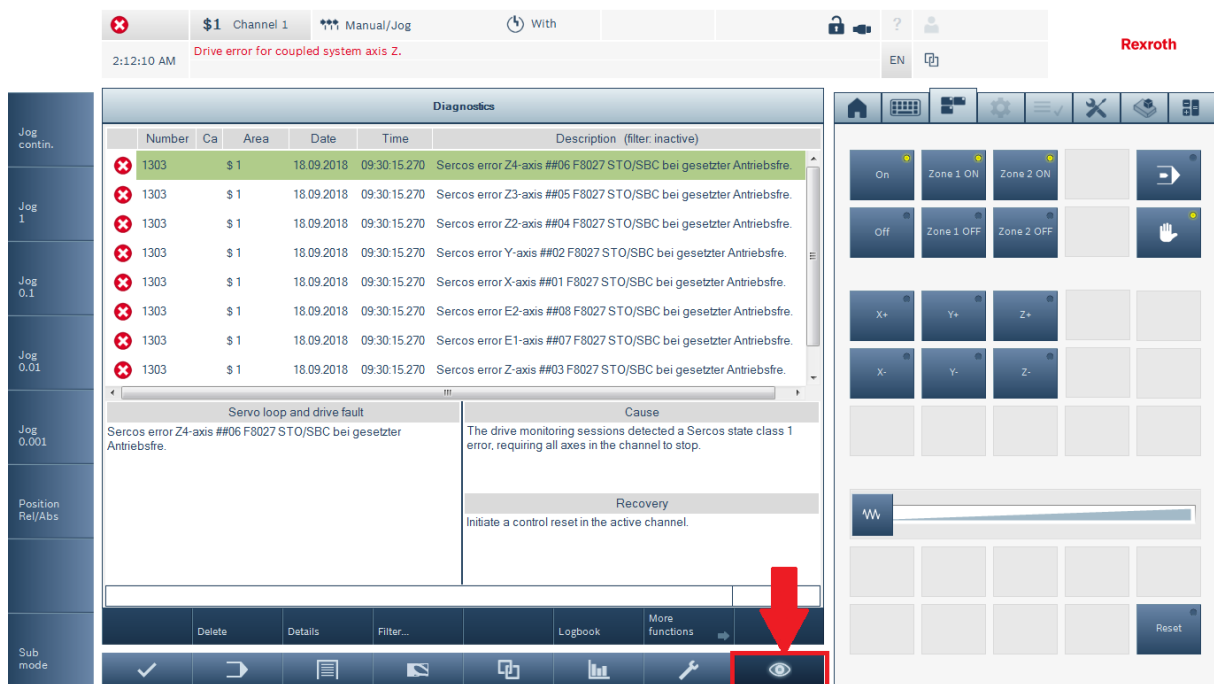 $1 Channel 1 Manual/Jog With ?
Rexroth
2:12:10 AM Drive error for coupled system axis Z. EN
Jog contin.
Jog 1
Jog 0.1
Jog 0.01
Jog 0.001
Position Rel/Abs
Sub mode
Diagnostics
Number Ca Area Date Time Description (filter: inactive)
1303 $ 1 18.09.2018 09:30:15.270 Sercos error Z4-axis ##06 F8027 STO/SBC bei gesetzter Antriebsfre.
1303 $ 1 18.09.2018 09:30:15.270 Sercos error Z3-axis ##05 F8027 STO/SBC bei gesetzter Antriebsfre.
1303 $ 1 18.09.2018 09:30:15.270 Sercos error Z2-axis ##04 F8027 STO/SBC bei gesetzter Antriebsfre.
1303 $ 1 18.09.2018 09:30:15.270 Sercos error Y-axis ##02 F8027 STO/SBC bei gesetzter Antriebsfre.
1303 $ 1 18.09.2018 09:30:15.270 Sercos error X-axis ##01 F8027 STO/SBC bei gesetzter Antriebsfre.
1303 $ 1 18.09.2018 09:30:15.270 Sercos error E2-axis ##08 F8027 STO/SBC bei gesetzter Antriebsfre.
1303 $ 1 18.09.2018 09:30:15.270 Sercos error E1-axis ##07 F8027 STO/SBC bei gesetzter Antriebsfre.
1303 $ 1 18.09.2018 09:30:15.270 Sercos error Z-axis ##03 F8027 STO/SBC bei gesetzter Antriebsfre.
Servo loop and drive fault
Sercos error Z4-axis ##06 F8027 STO/SBC bei gesetzter
Antriebsfre.
Cause
The drive monitoring sessions detected a Sercos state class 1
error, requiring all axes in the channel to stop.
Recovery
Initiate a control reset in the active channel.
Delete Details Filter... Logbook More functions
On Zone 1 ON Zone 2 ON
Off Zone 1 OFF Zone 2 OFF
X+ Y+ Z+
X- Y- Z-
Reset